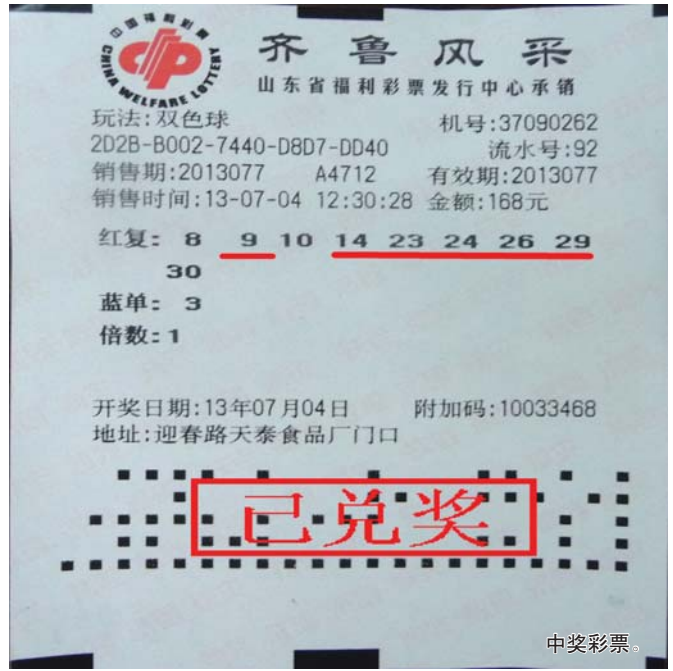 中国福利彩票
CHINA WELFARE LOTTERY
齐鲁风采
山东省福利彩票发行中心承销
玩法:双色球 机号:37090262
2D2B-B002-7440-D8D7-DD40 流水号:92
销售期:2013077 A4712 有效期:2013077
销售时间:13-07-04 12:30:28 金额:168元
红复: 8 9 10 14 23 24 26 29
30
蓝单: 3
倍数:1
开奖日期:13年07月04日 附加码:10033468
地址:迎春路天泰食品厂门口
已兑奖
中奖彩票。